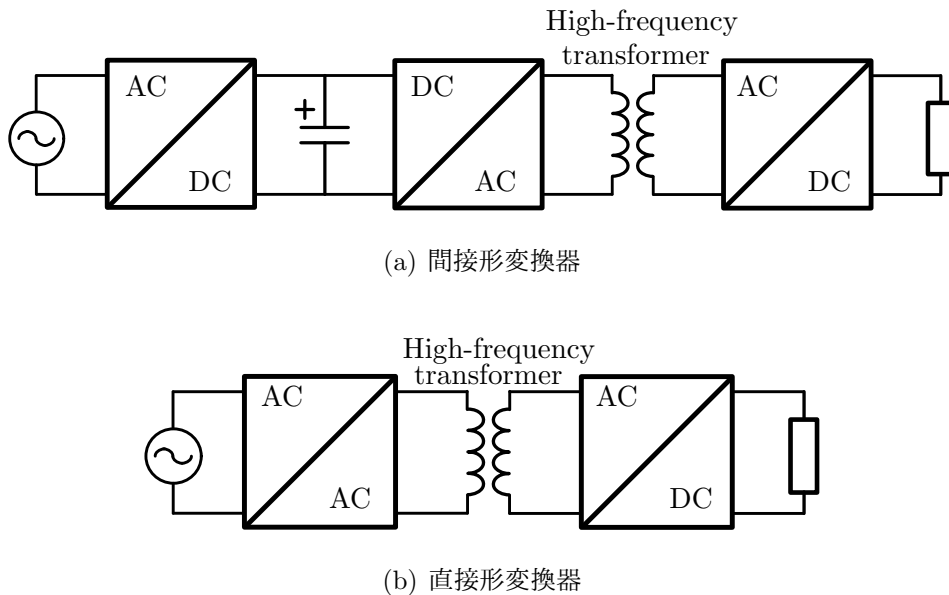 High-frequency
transformer
AC
DC
+
DC
AC
AC
DC
(a) 間接形変換器
High-frequency
transformer
AC
AC
AC
DC
(b) 直接形変換器